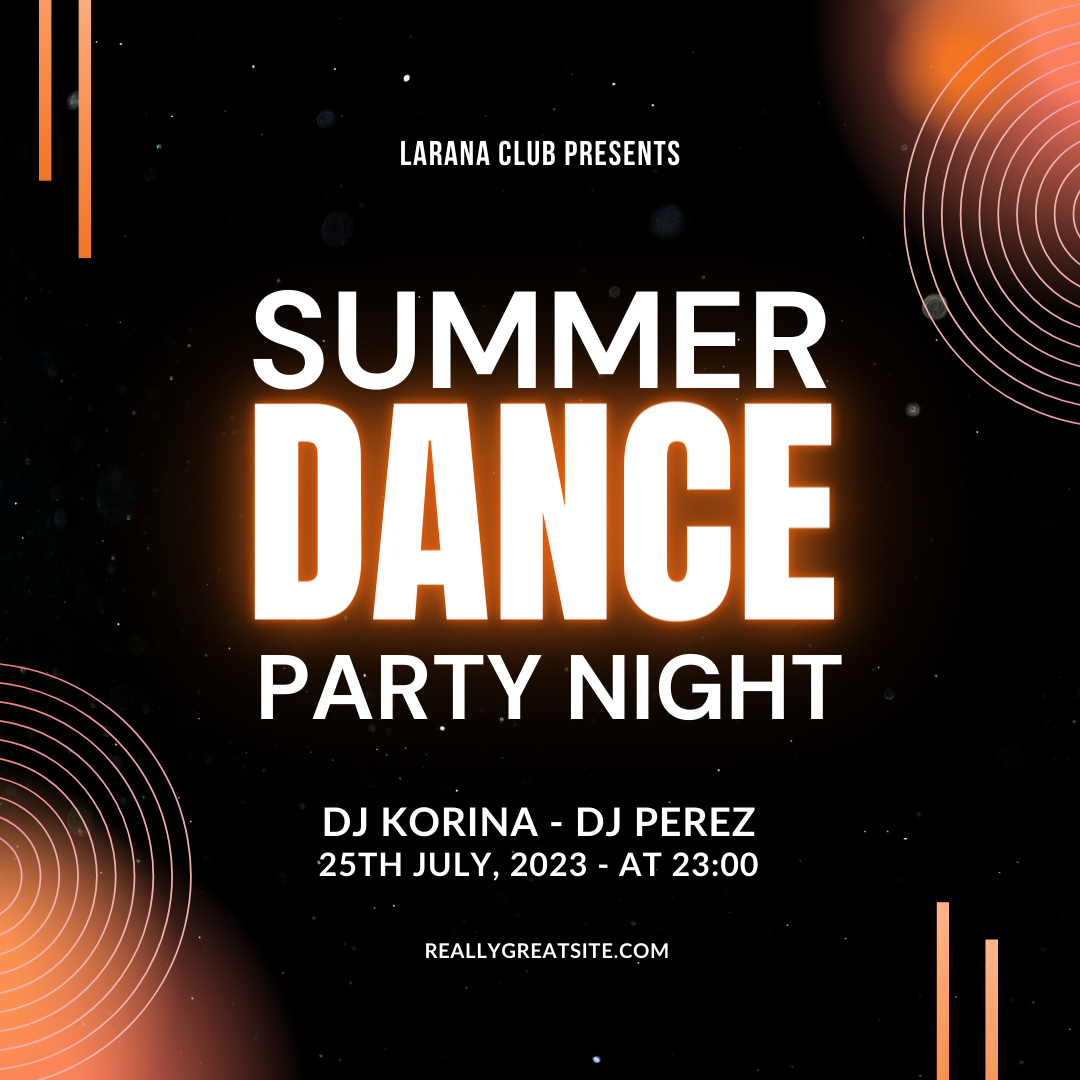 LARANA CLUB PRESENTS
SUMMER
DANCE
PARTY NIGHT
DJ KORINA - DJ PEREZ
25TH JULY, 2023 - AT 23:00
REALLYGREATSITE.COM